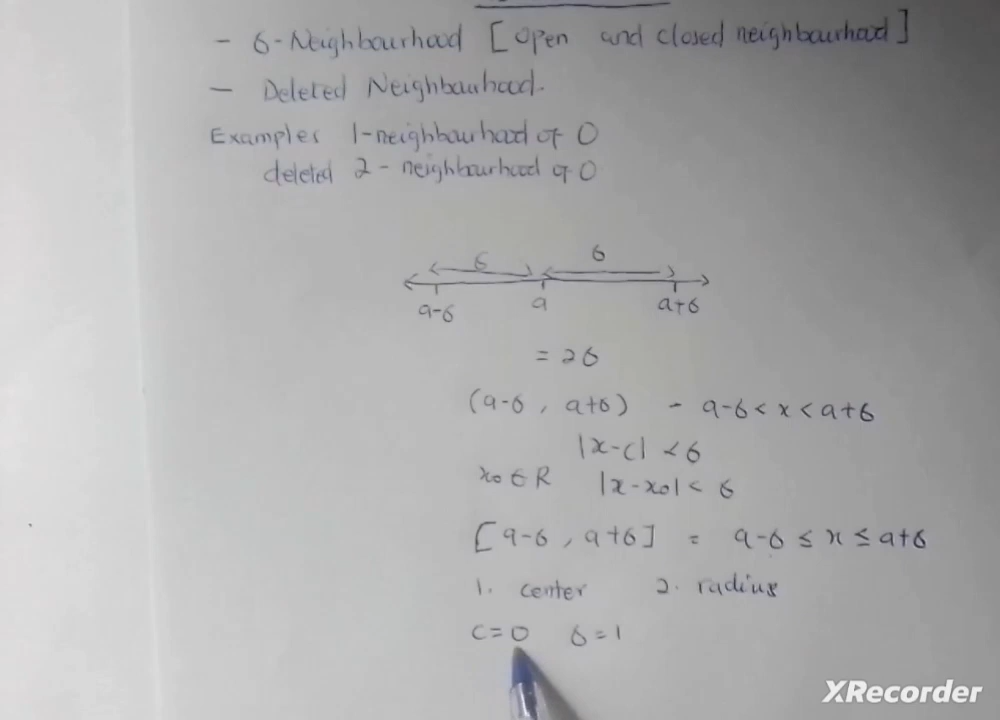 - δ-Neighbourhood [open and closed neighbourhood]
- Deleted Neighbourhood.
Examples 1-neighbourhood of 0
deleted 2-neighbourhood of 0
δ δ
a-δ a a+δ
= 2δ
(a-δ, a+δ) - a-δ < x < a+δ
|x-c| < δ
x₀ ∈ R |x-x₀| < δ
[a-δ, a+δ] = a-δ ≤ x ≤ a+δ
1. center 2. radius
c=0 δ=1
XRecorder